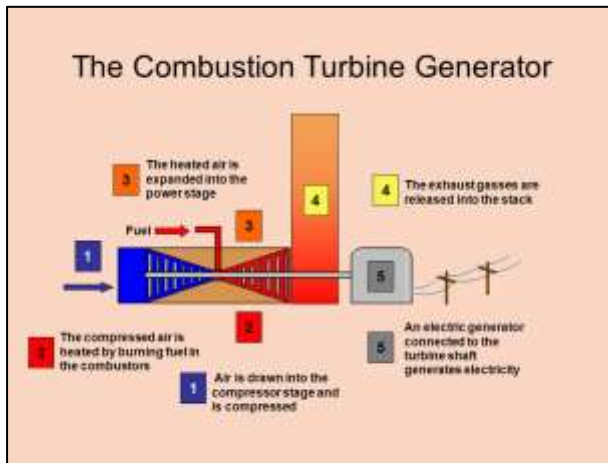 The Combustion Turbine Generator
3
The heated air is
expanded into the
power stage
4
4
The exhaust gasses are
released into the stack
Fuel
3
1
5
2
2
The compressed air is
heated by burning fuel in
the combustors
1
Air is drawn into the
compressor stage and
is compressed
5
An electric generator
connected to the
turbine shaft
generates electricity